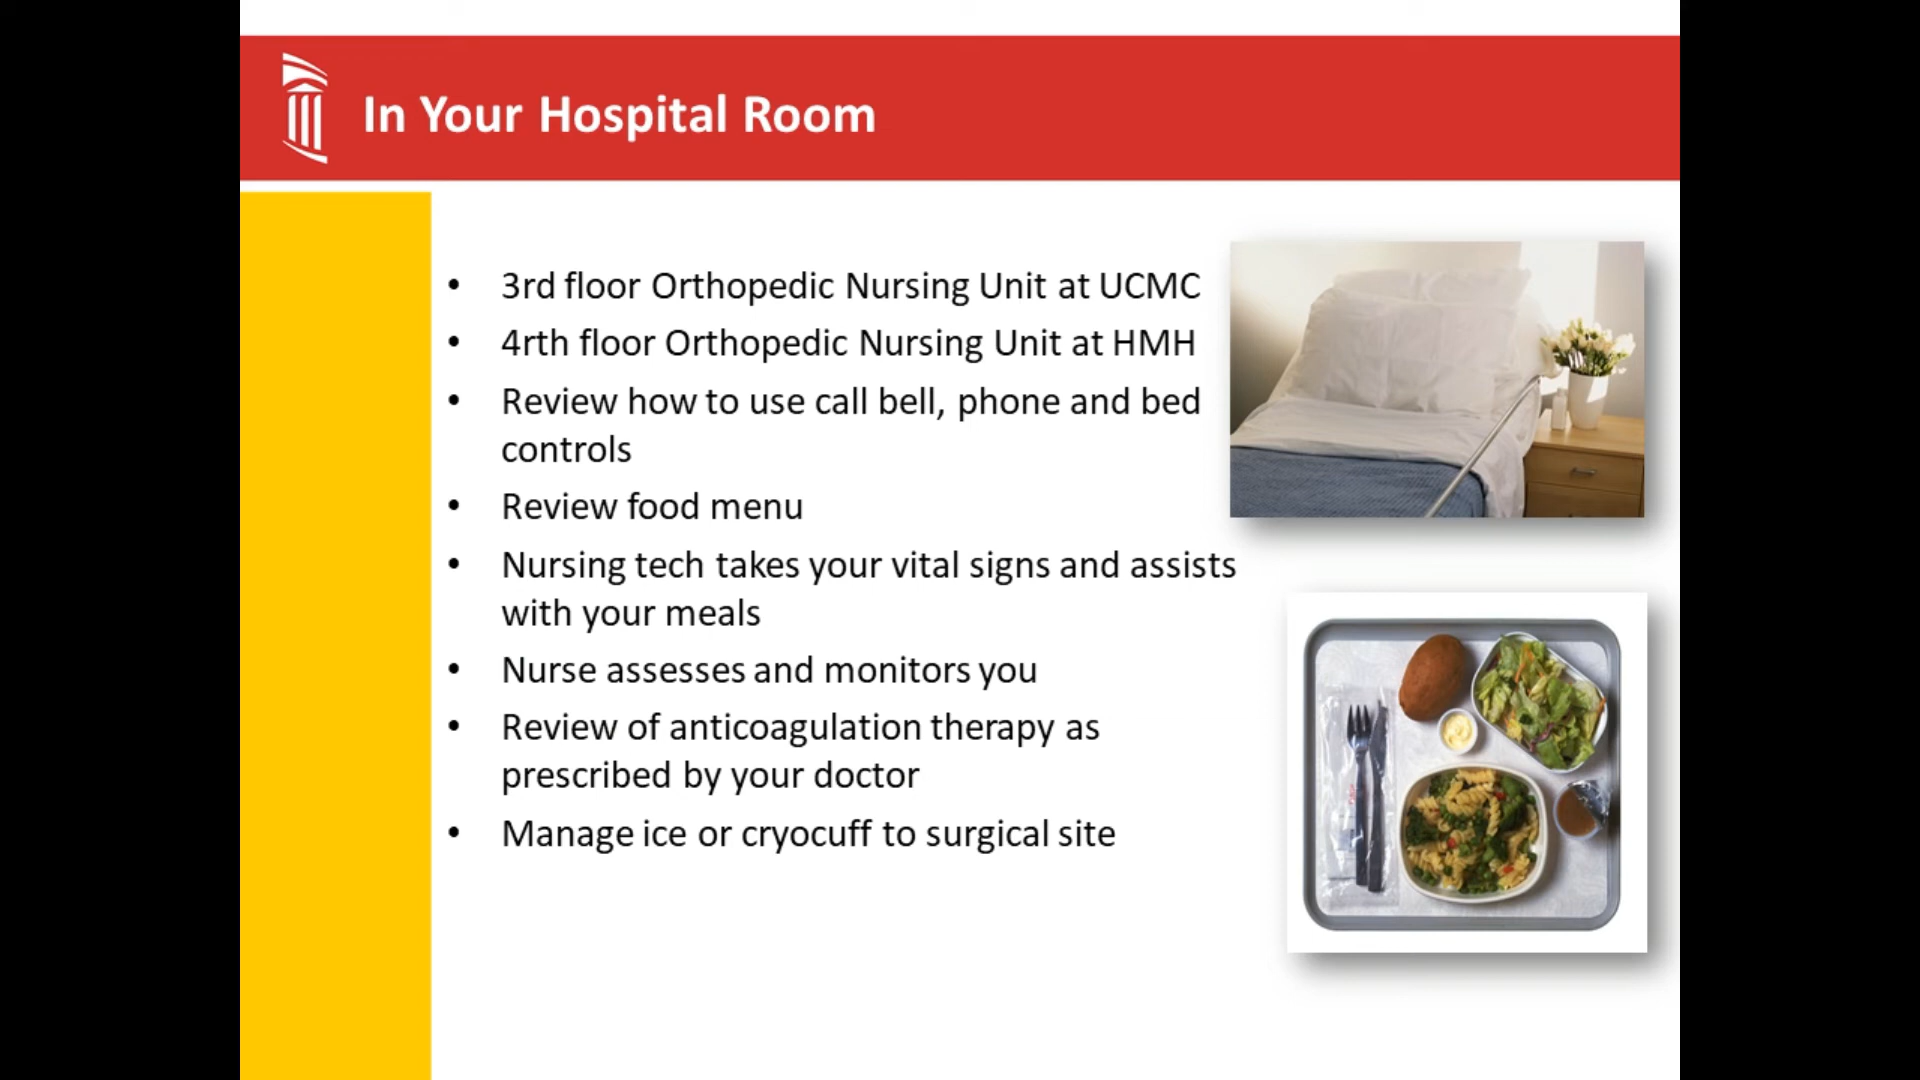 In Your Hospital Room
• 3rd floor Orthopedic Nursing Unit at UCMC
• 4rth floor Orthopedic Nursing Unit at HMH
• Review how to use call bell, phone and bed
controls
• Review food menu
• Nursing tech takes your vital signs and assists
with your meals
• Nurse assesses and monitors you
• Review of anticoagulation therapy as
prescribed by your doctor
• Manage ice or cryocuff to surgical site